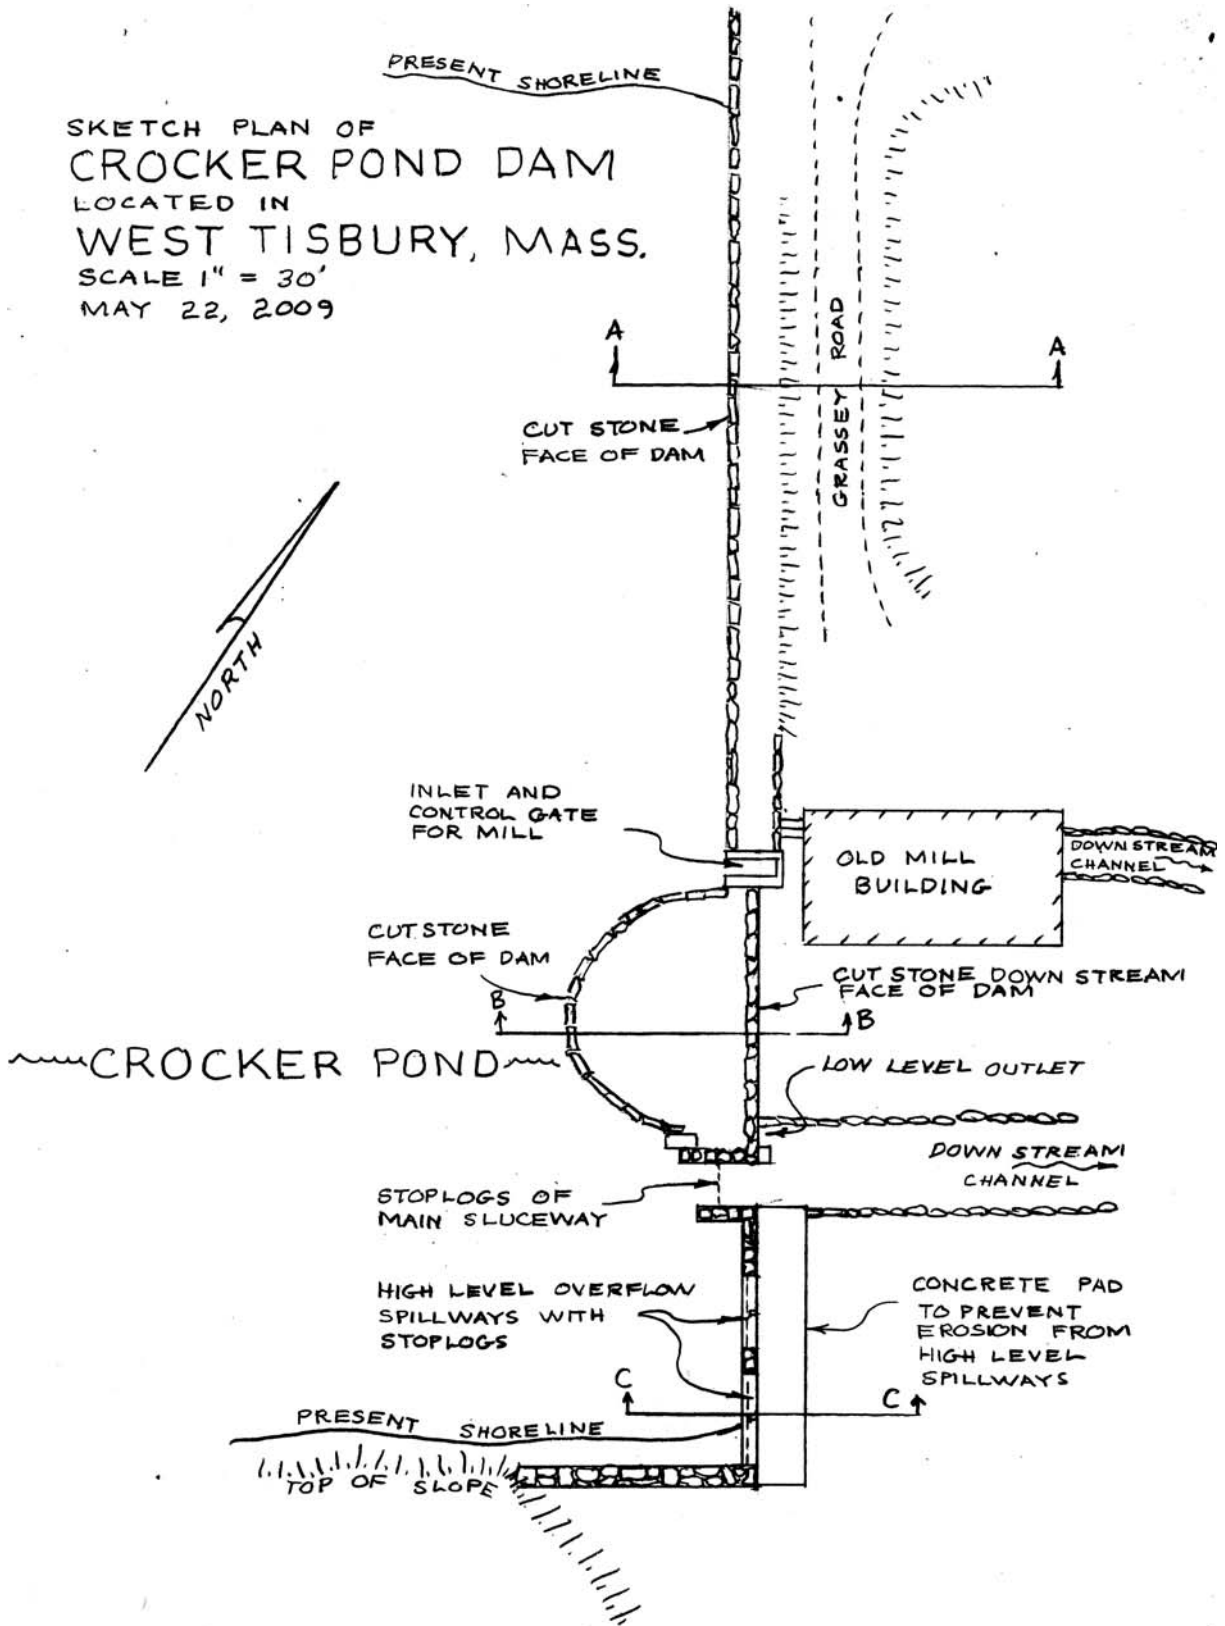 PRESENT SHORELINE
SKETCH PLAN OF
CROCKER POND DAM
LOCATED IN
WEST TISBURY, MASS.
SCALE 1" = 30'
MAY 22, 2009
A
A
GRASSEY ROAD
CUT STONE
FACE OF DAM
NORTH
INLET AND
CONTROL GATE
FOR MILL
OLD MILL
BUILDING
DOWN STREAM
CHANNEL
CUT STONE
FACE OF DAM
CUT STONE DOWN STREAM
FACE OF DAM
B
B
CROCKER POND
LOW LEVEL OUTLET
DOWN STREAM
CHANNEL
STOPLOGS OF
MAIN SLUCEWAY
HIGH LEVEL OVERFLOW
SPILLWAYS WITH
STOPLOGS
CONCRETE PAD
TO PREVENT
EROSION FROM
HIGH LEVEL
SPILLWAYS
C
C
PRESENT SHORELINE
TOP OF SLOPE